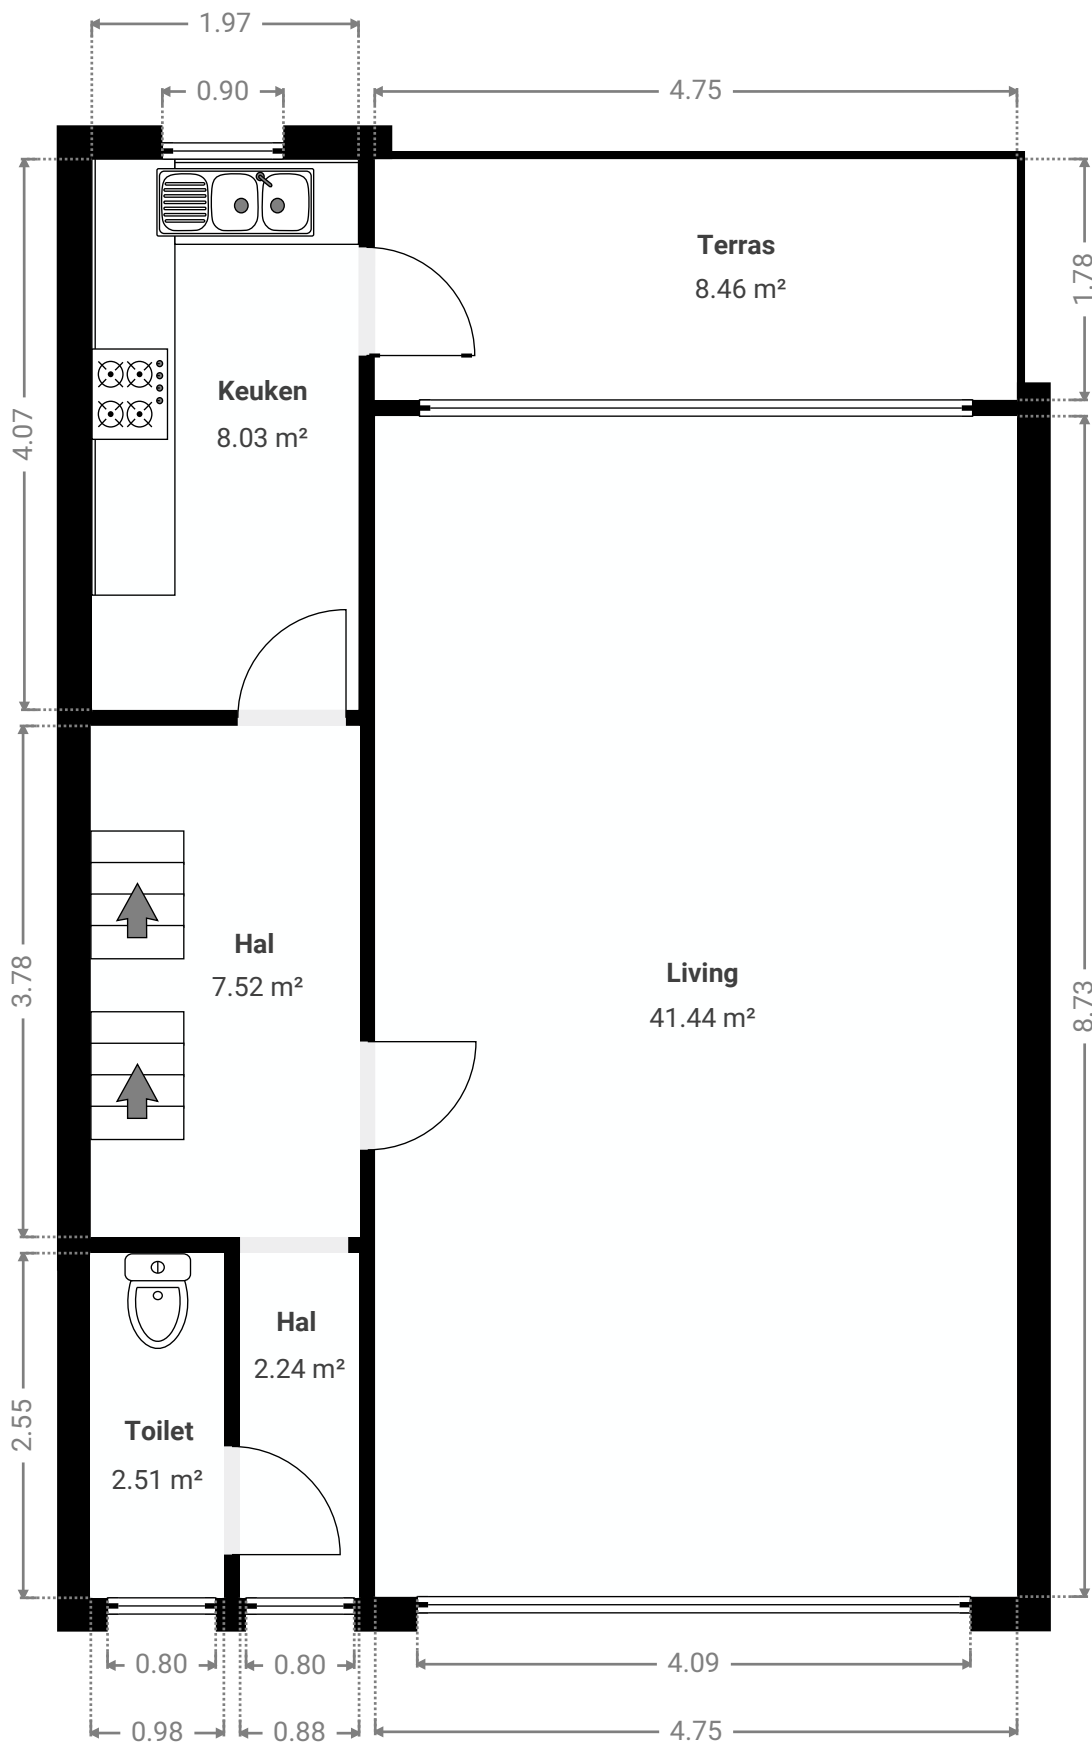 1.97
0.90
4.75
Terras
8.46 m²
1.78
Keuken
8.03 m²
4.07
Hal
7.52 m²
3.78
Living
41.44 m²
8.73
Hal
2.24 m²
2.55
Toilet
2.51 m²
0.80
0.80
4.09
0.98
0.88
4.75